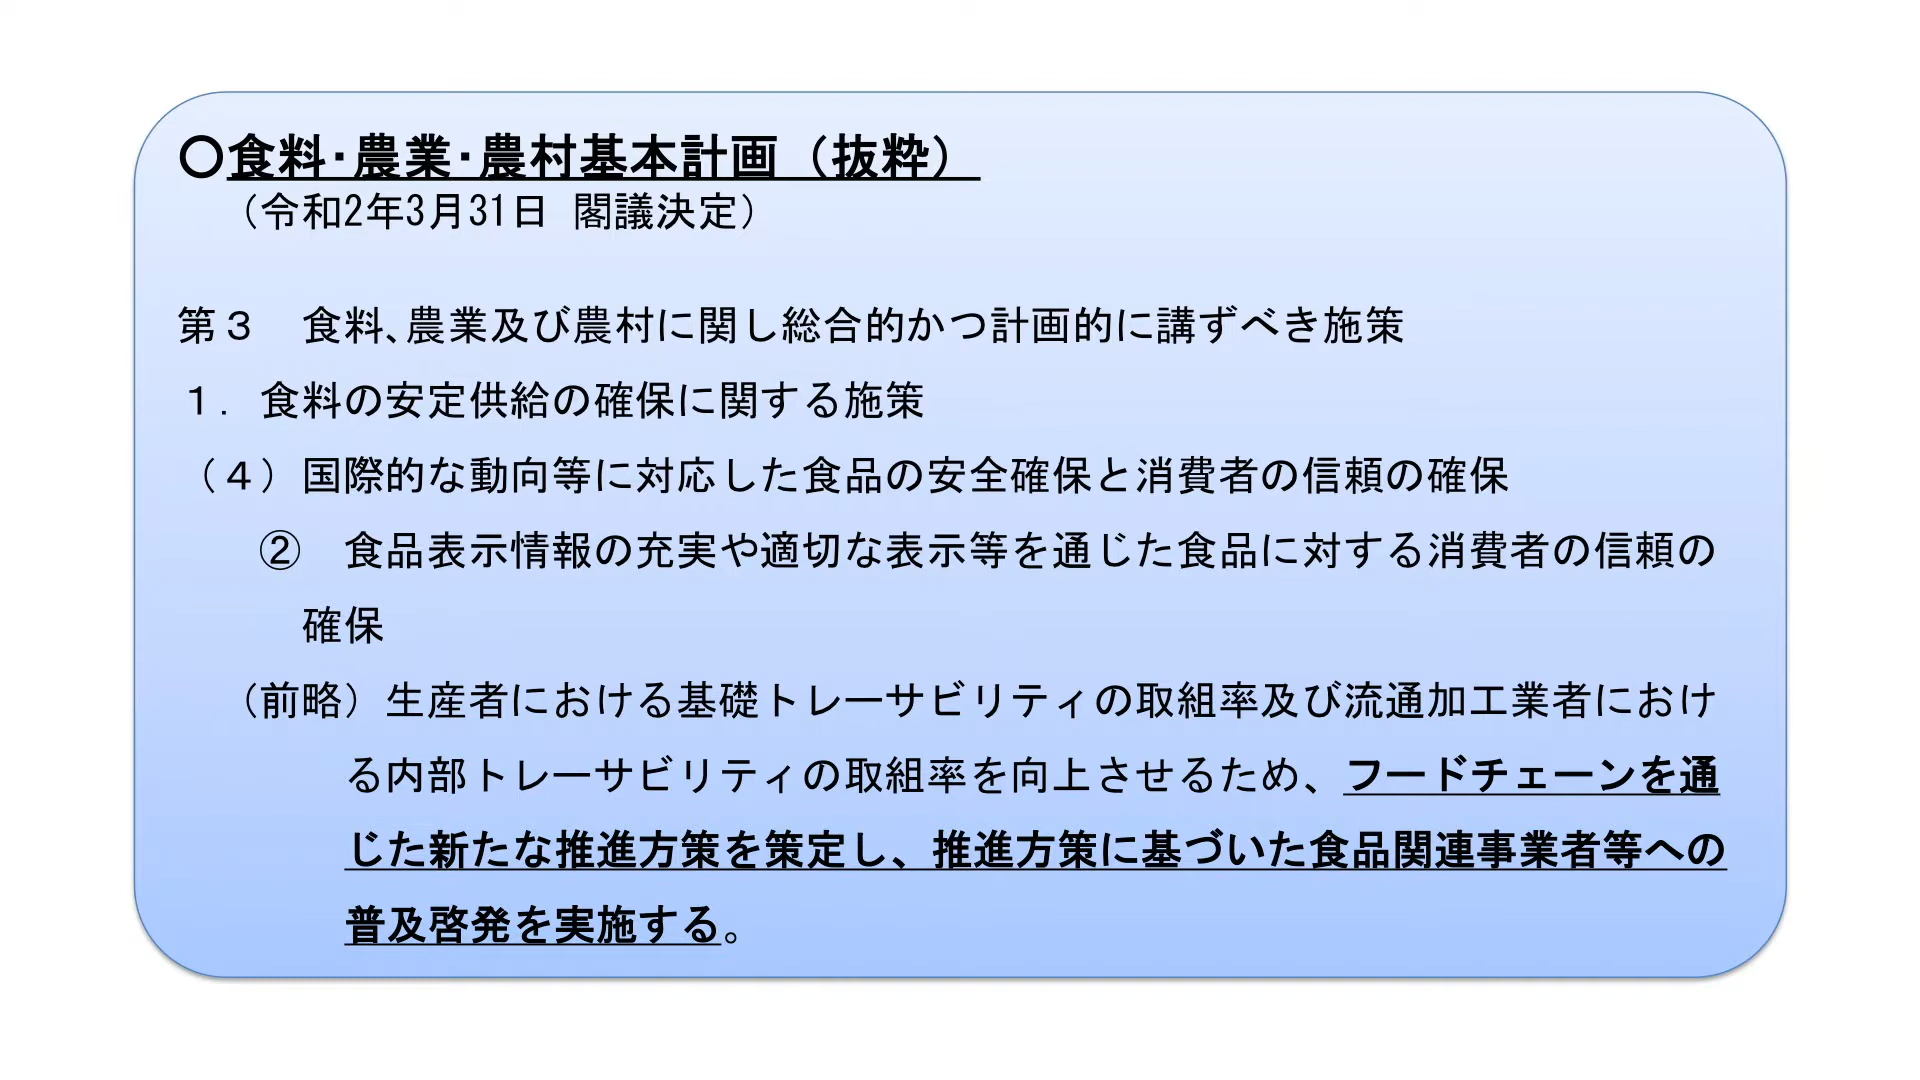 〇食料・農業・農村基本計画（抜粋）
（令和2年3月31日 閣議決定）
第３　食料、農業及び農村に関し総合的かつ計画的に講ずべき施策
１．食料の安定供給の確保に関する施策
（４）国際的な動向等に対応した食品の安全確保と消費者の信頼の確保
②　食品表示情報の充実や適切な表示等を通じた食品に対する消費者の信頼の
確保
（前略）生産者における基礎トレーサビリティの取組率及び流通加工業者におけ
る内部トレーサビリティの取組率を向上させるため、フードチェーンを通
じた新たな推進方策を策定し、推進方策に基づいた食品関連事業者等への
普及啓発を実施する。